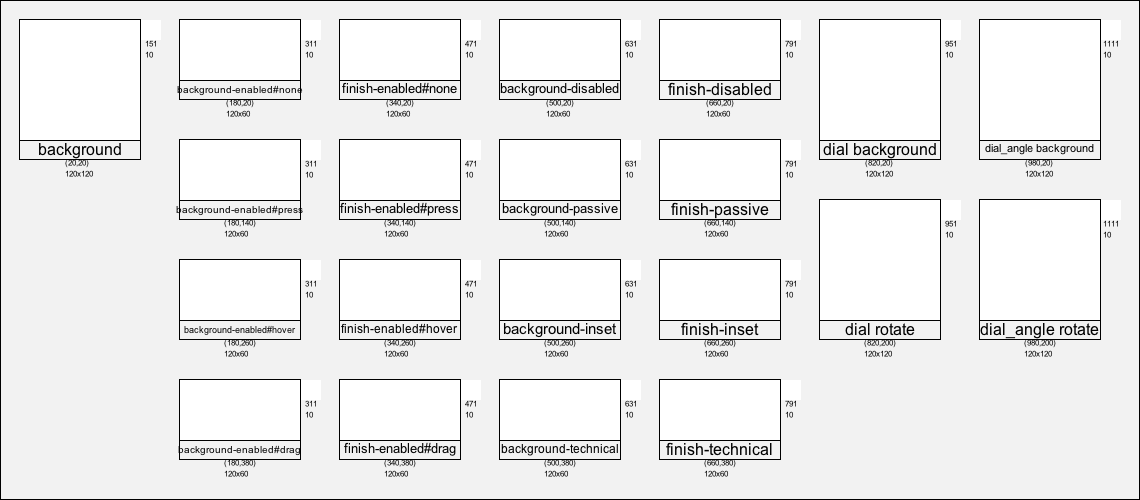 151
10
background
(20,20)
120x120
311
10
background-enabled#none
(180,20)
120x60
471
10
finish-enabled#none
(340,20)
120x60
631
10
background-disabled
(500,20)
120x60
791
10
finish-disabled
(660,20)
120x60
951
10
dial background
(820,20)
120x120
1111
10
dial_angle background
(980,20)
120x120
311
10
background-enabled#press
(180,140)
120x60
471
10
finish-enabled#press
(340,140)
120x60
631
10
background-passive
(500,140)
120x60
791
10
finish-passive
(660,140)
120x60
951
10
dial rotate
(820,200)
120x120
1111
10
dial_angle rotate
(980,200)
120x120
311
10
background-enabled#hover
(180,260)
120x60
471
10
finish-enabled#hover
(340,260)
120x60
631
10
background-inset
(500,260)
120x60
791
10
finish-inset
(660,260)
120x60
311
10
background-enabled#drag
(180,380)
120x60
471
10
finish-enabled#drag
(340,380)
120x60
631
10
background-technical
(500,380)
120x60
791
10
finish-technical
(660,380)
120x60